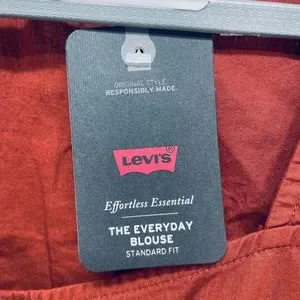 ORIGINAL STYLE.
RESPONSIBLY MADE.
LEVI'S
Effortless Essential
THE EVERYDAY
BLOUSE
STANDARD FIT